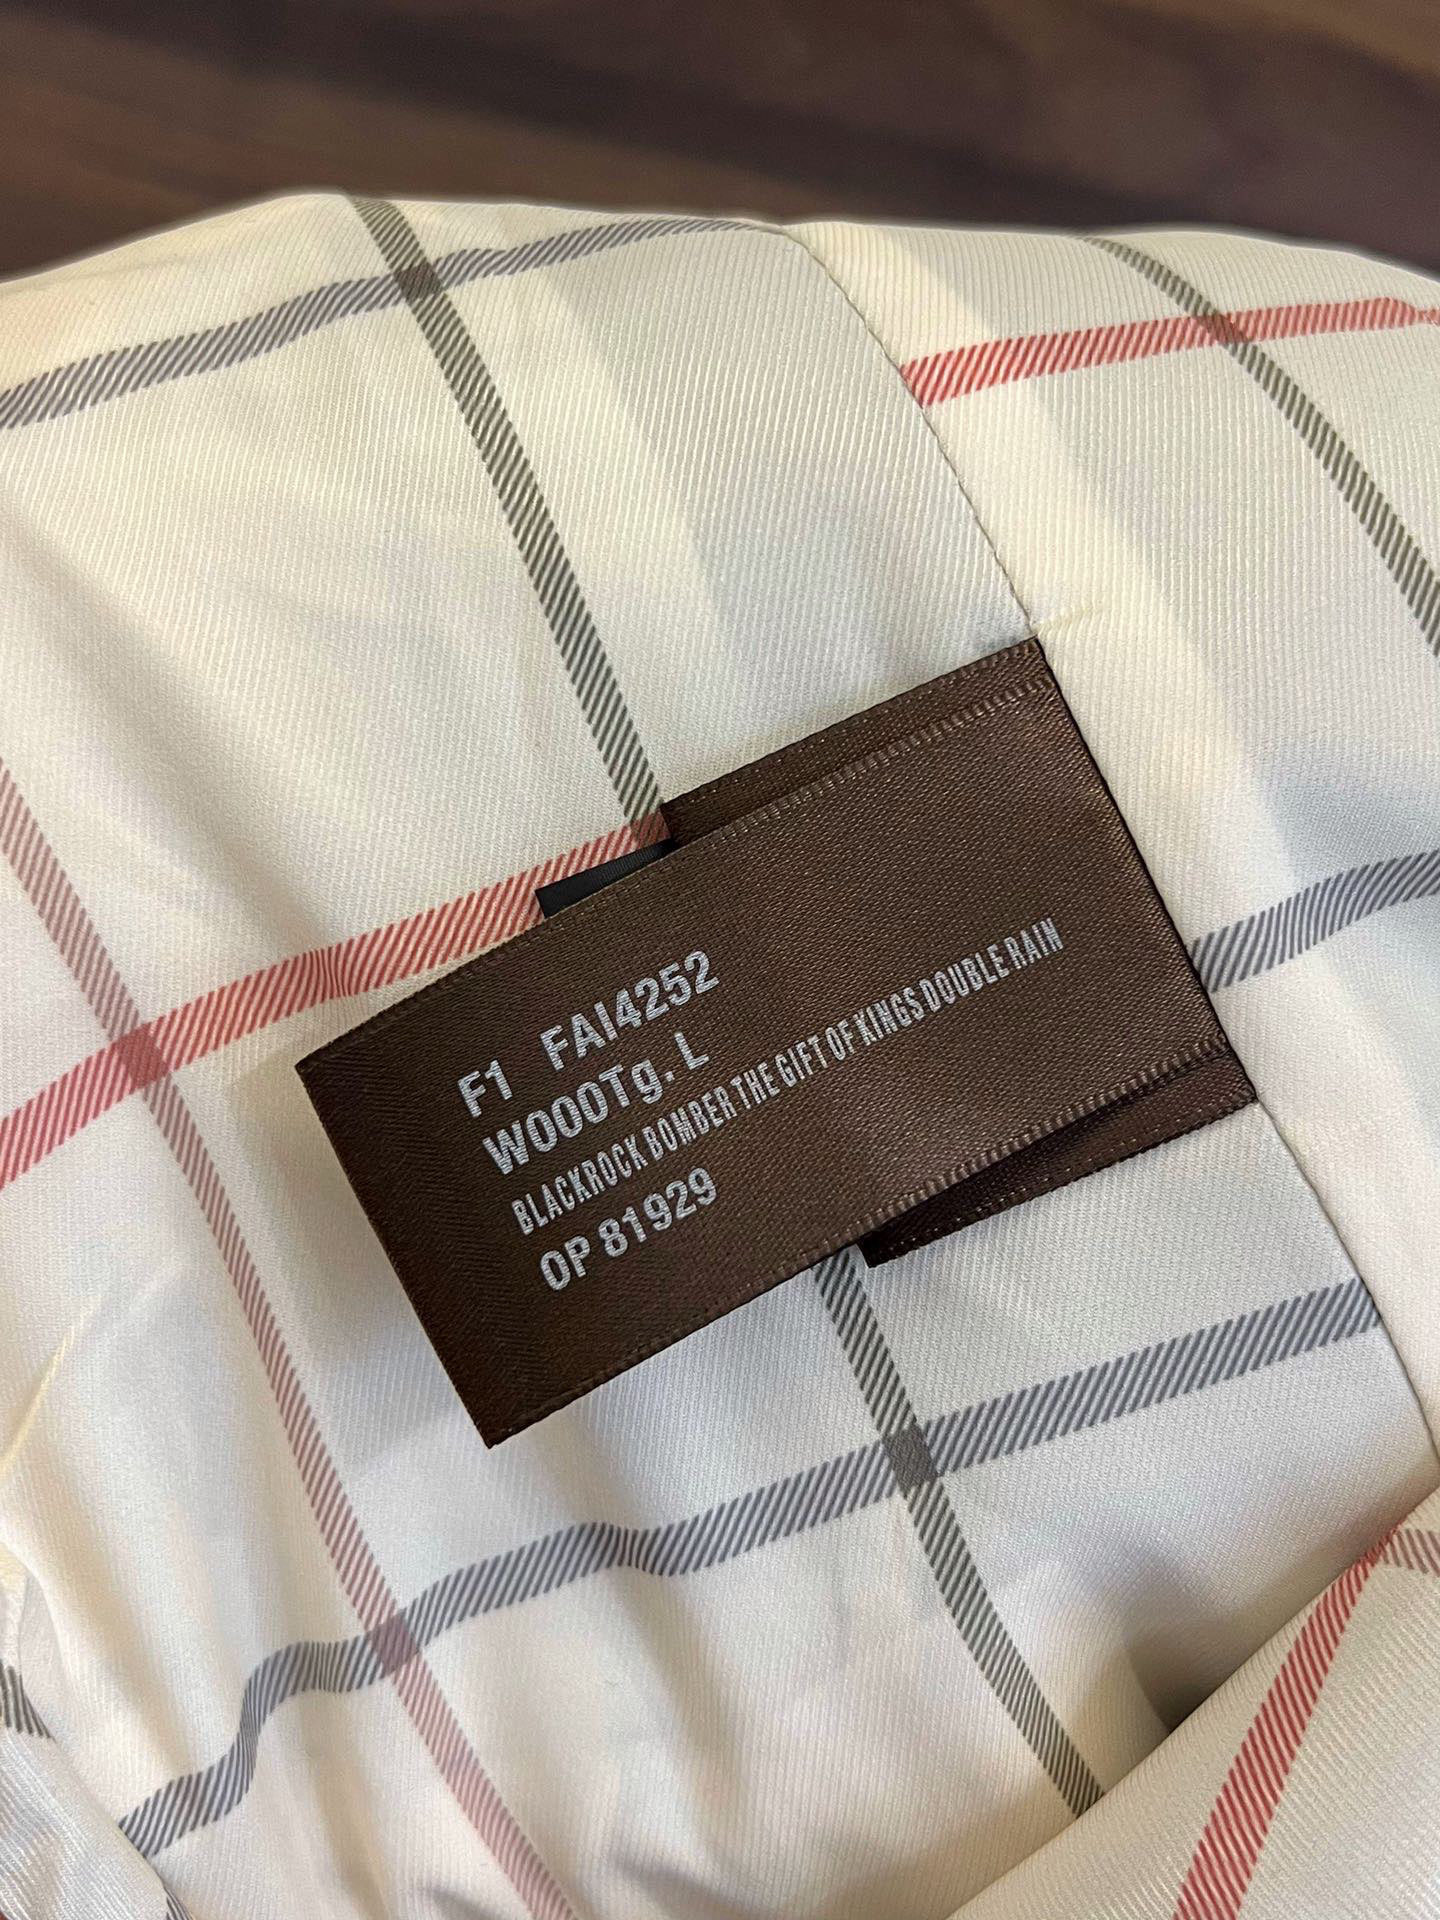 F1 FAI4252
W000Tg. L
BLACKROCK BOMBER THE GIFT OF KINGS DOUBLE RAIN
OP 81929